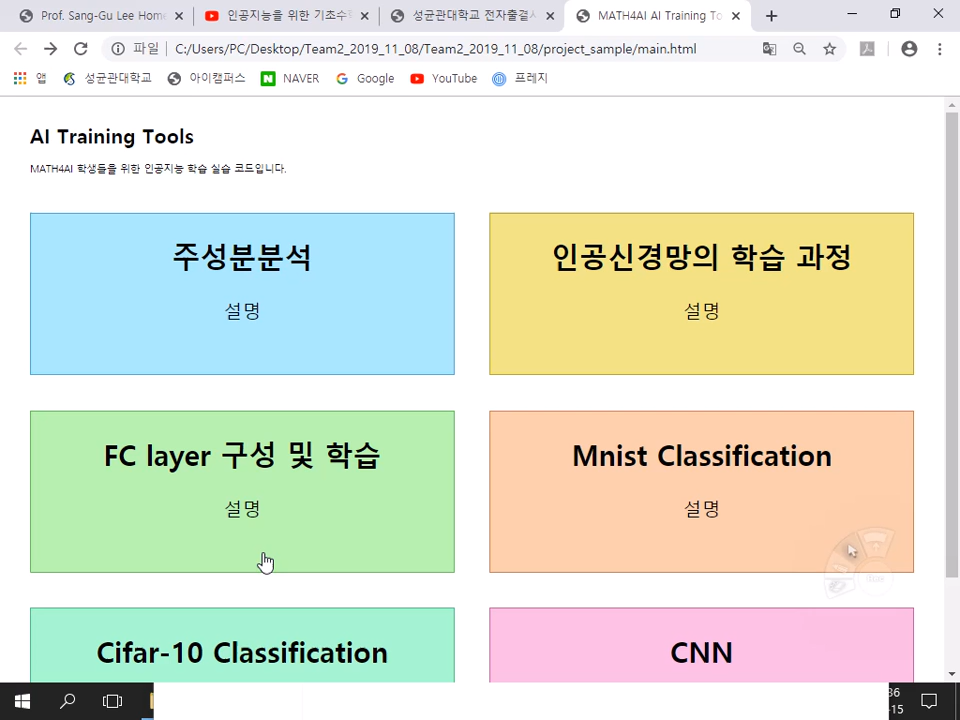 Prof. Sang-Gu Lee Home
인공지능을 위한 기초수학
성균관대학교 전자출결시
MATH4AI AI Training To
파일
C:/Users/PC/Desktop/Team2_2019_11_08/Team2_2019_11_08/project_sample/main.html
앱
성균관대학교
아이캠퍼스
NAVER
Google
YouTube
프레지
AI Training Tools
MATH4AI 학생들을 위한 인공지능 학습 실습 코드입니다.
주성분분석
설명
인공신경망의 학습 과정
설명
FC layer 구성 및 학습
설명
Mnist Classification
설명
Cifar-10 Classification
CNN
36
-15